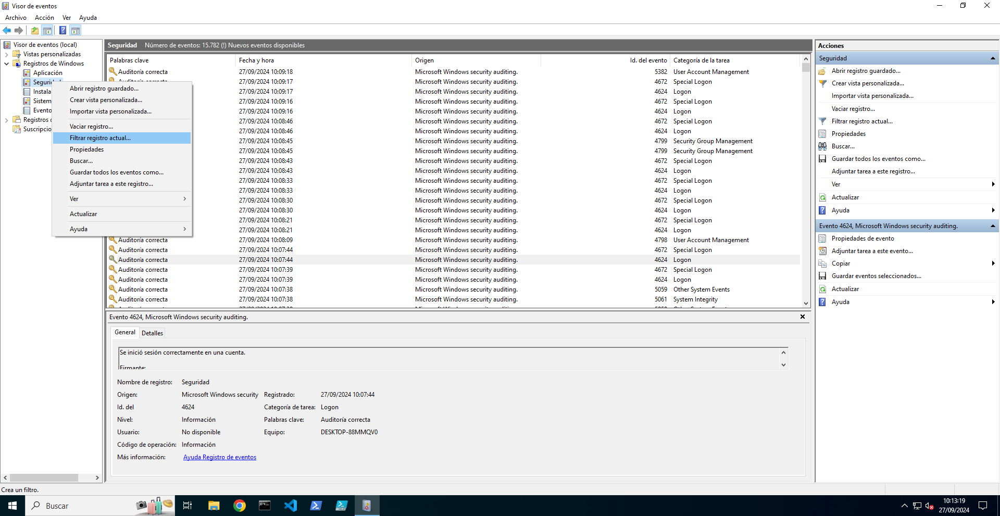 Visor de eventos
Archivo Acción Ver Ayuda
Visor de eventos (local)
Vistas personalizadas
Registros de Windows
Aplicación
Seguri
Instala
Sistem
Evento
Registros
Suscripcio
Abrir registro guardado...
Crear vista personalizada...
Importar vista personalizada...
Vaciar registro...
Filtrar registro actual...
Propiedades
Buscar...
Guardar todos los eventos como...
Adjuntar tarea a este registro...
Ver
Actualizar
Ayuda
Seguridad Número de eventos: 15.782 (!) Nuevos eventos disponibles
Palabras clave Fecha y hora Origen Id. del evento Categoría de la tarea
Auditoría correcta 27/09/2024 10:09:18 Microsoft Windows security auditing. 5382 User Account Management
27/09/2024 10:09:17 Microsoft Windows security auditing. 4672 Special Logon
27/09/2024 10:09:17 Microsoft Windows security auditing. 4624 Logon
27/09/2024 10:09:16 Microsoft Windows security auditing. 4672 Special Logon
27/09/2024 10:09:16 Microsoft Windows security auditing. 4624 Logon
27/09/2024 10:08:46 Microsoft Windows security auditing. 4672 Special Logon
27/09/2024 10:08:46 Microsoft Windows security auditing. 4624 Logon
27/09/2024 10:08:45 Microsoft Windows security auditing. 4799 Security Group Management
27/09/2024 10:08:45 Microsoft Windows security auditing. 4799 Security Group Management
27/09/2024 10:08:43 Microsoft Windows security auditing. 4672 Special Logon
27/09/2024 10:08:43 Microsoft Windows security auditing. 4624 Logon
27/09/2024 10:08:33 Microsoft Windows security auditing. 4672 Special Logon
27/09/2024 10:08:33 Microsoft Windows security auditing. 4624 Logon
27/09/2024 10:08:30 Microsoft Windows security auditing. 4672 Special Logon
27/09/2024 10:08:30 Microsoft Windows security auditing. 4624 Logon
27/09/2024 10:08:21 Microsoft Windows security auditing. 4672 Special Logon
27/09/2024 10:08:21 Microsoft Windows security auditing. 4624 Logon
Auditoría correcta 27/09/2024 10:08:09 Microsoft Windows security auditing. 4798 User Account Management
Auditoría correcta 27/09/2024 10:07:44 Microsoft Windows security auditing. 4672 Special Logon
Auditoría correcta 27/09/2024 10:07:44 Microsoft Windows security auditing. 4624 Logon
Auditoría correcta 27/09/2024 10:07:39 Microsoft Windows security auditing. 4672 Special Logon
Auditoría correcta 27/09/2024 10:07:39 Microsoft Windows security auditing. 4624 Logon
Auditoría correcta 27/09/2024 10:07:38 Microsoft Windows security auditing. 5059 Other System Events
Auditoría correcta 27/09/2024 10:07:38 Microsoft Windows security auditing. 5061 System Integrity
Evento 4624, Microsoft Windows security auditing.
General Detalles
Se inició sesión correctamente en una cuenta.
Firmante:
Nombre de registro: Seguridad
Origen: Microsoft Windows security Registrado: 27/09/2024 10:07:44
Id. del 4624 Categoría de tarea: Logon
Nivel: Información Palabras clave: Auditoría correcta
Usuario: No disponible Equipo: DESKTOP-88MMQV0
Código de operación: Información
Más información: Ayuda Registro de eventos
Acciones
Seguridad
Abrir registro guardado...
Crear vista personalizada...
Importar vista personalizada...
Vaciar registro...
Filtrar registro actual...
Propiedades
Buscar...
Guardar todos los eventos como...
Adjuntar tarea a este registro...
Ver
Actualizar
Ayuda
Evento 4624, Microsoft Windows security auditing.
Propiedades de evento
Adjuntar tarea a este evento...
Copiar
Guardar eventos seleccionados...
Actualizar
Ayuda
Crea un filtro.
Buscar
10:13:19
27/09/2024